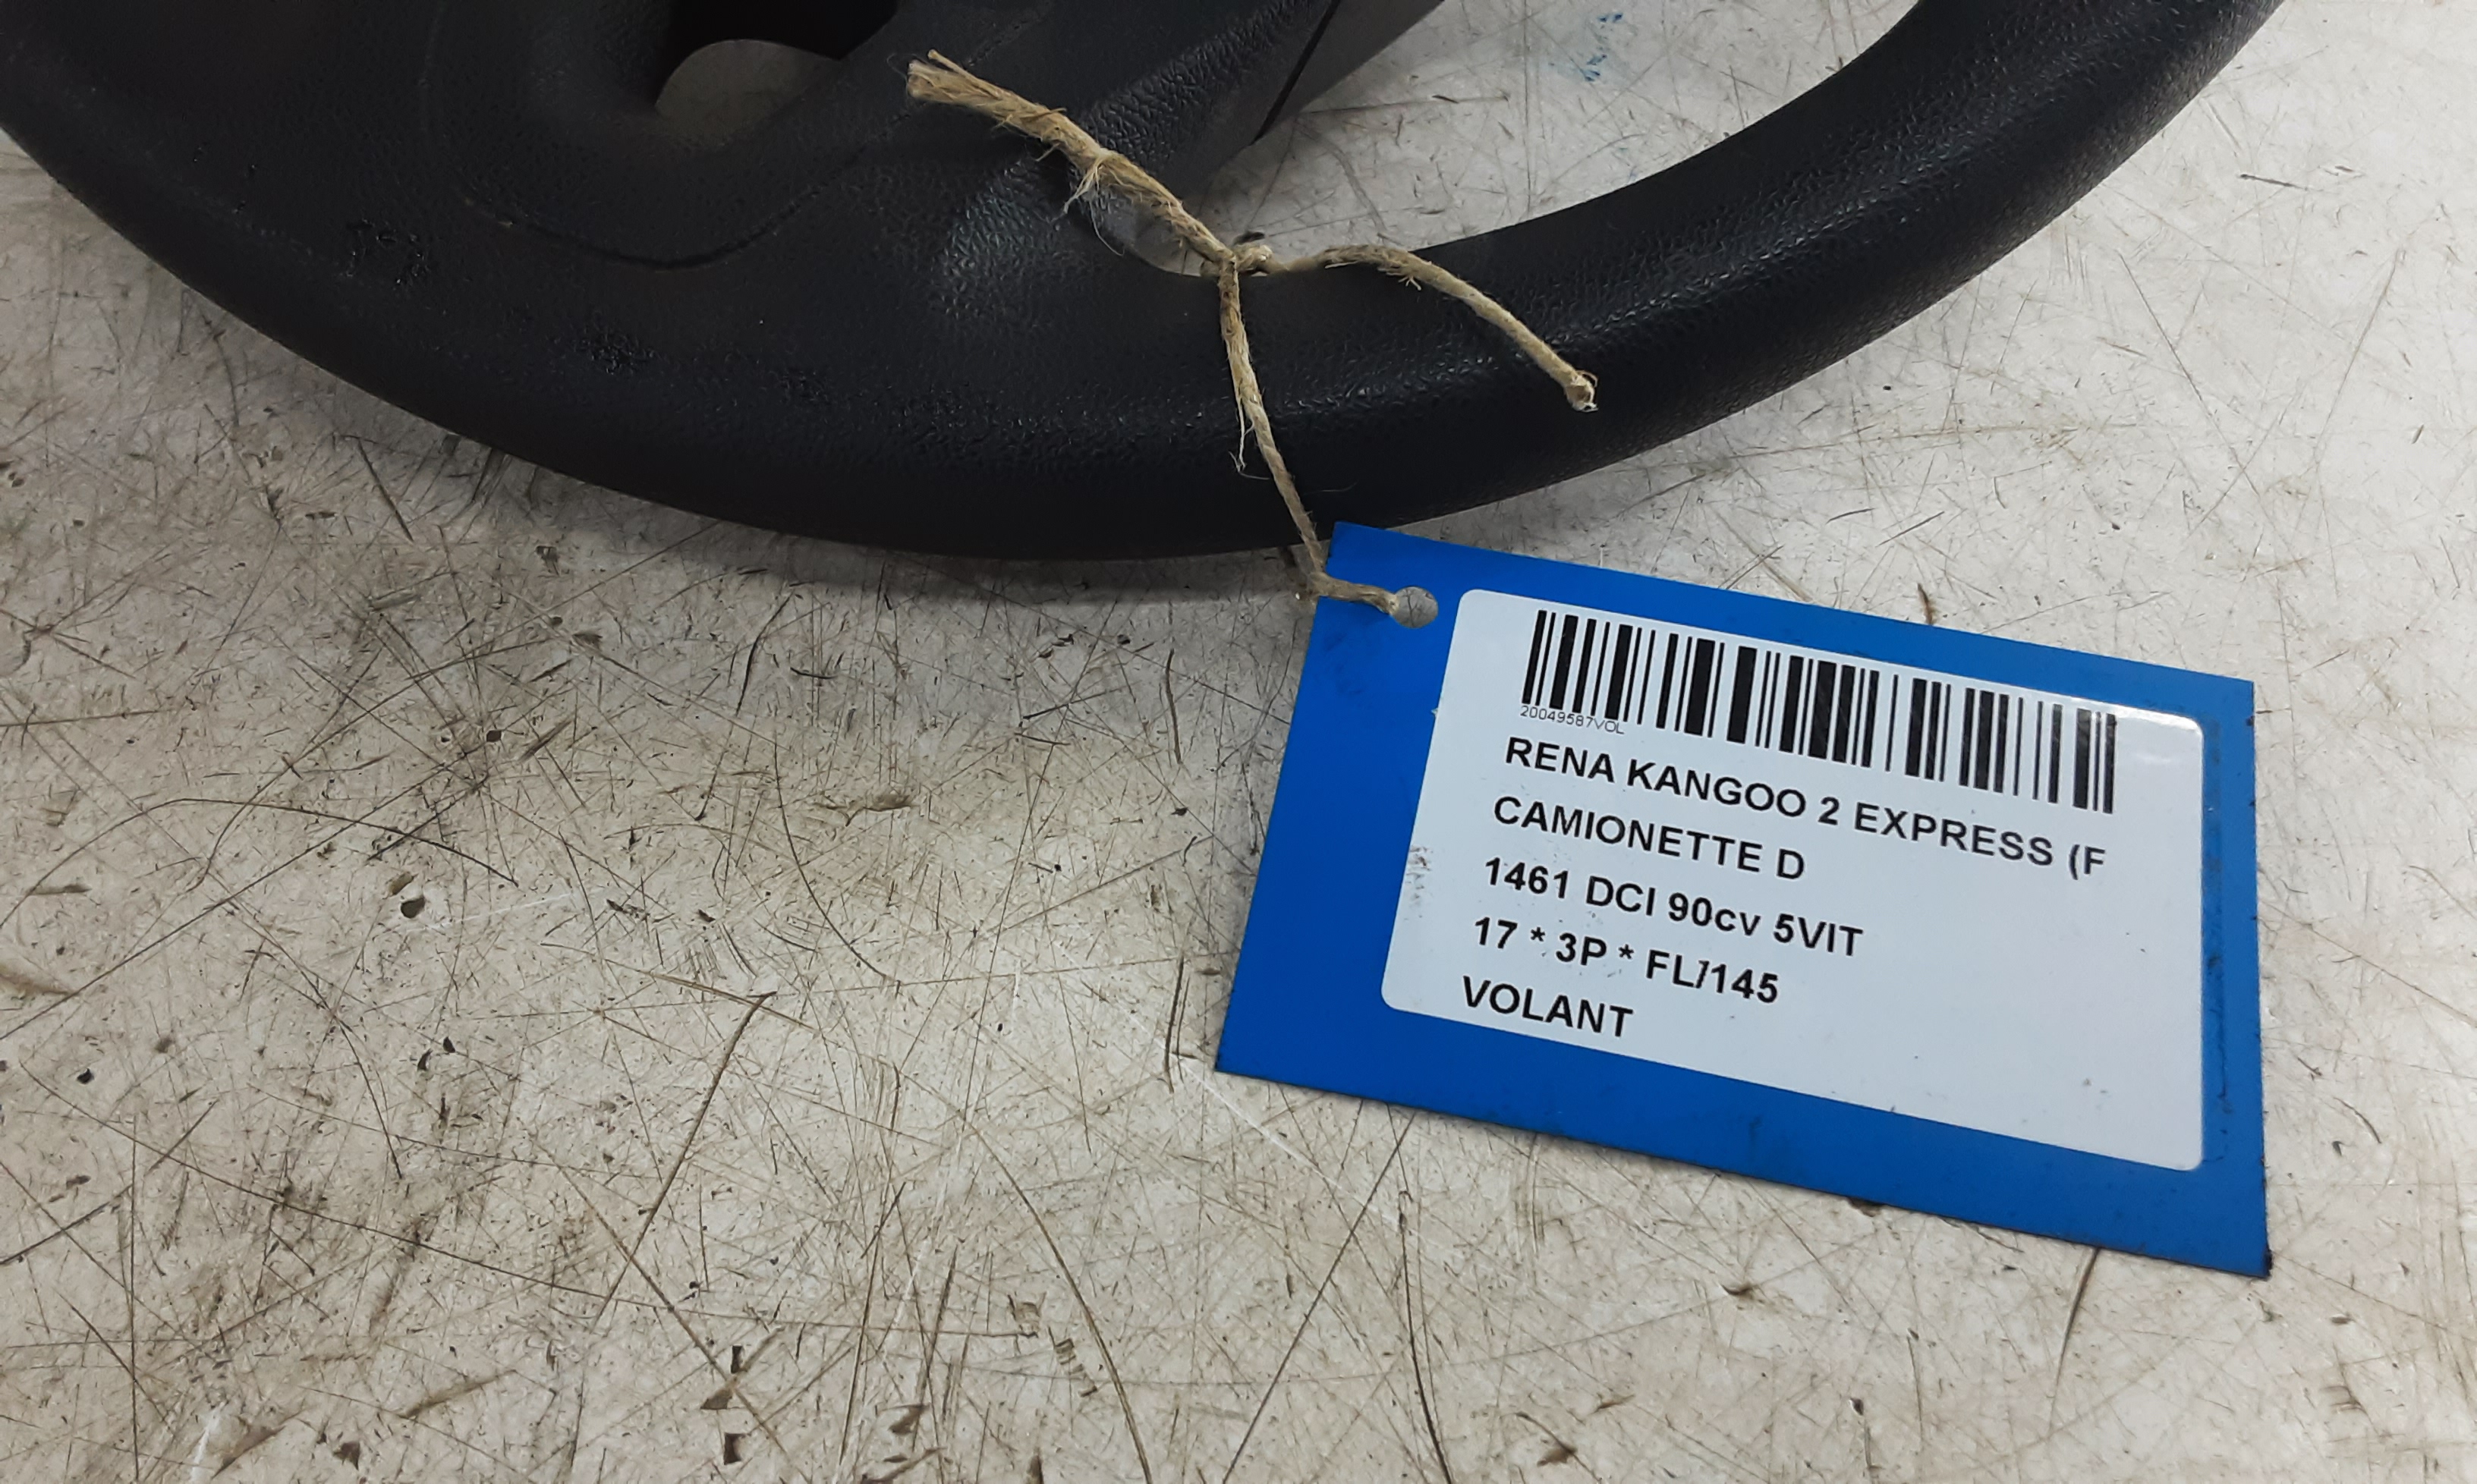 20049587VOL
RENA KANGOO 2 EXPRESS (F
CAMIONETTE D
1461 DCI 90cv 5VIT
17 * 3P * FL/145
VOLANT